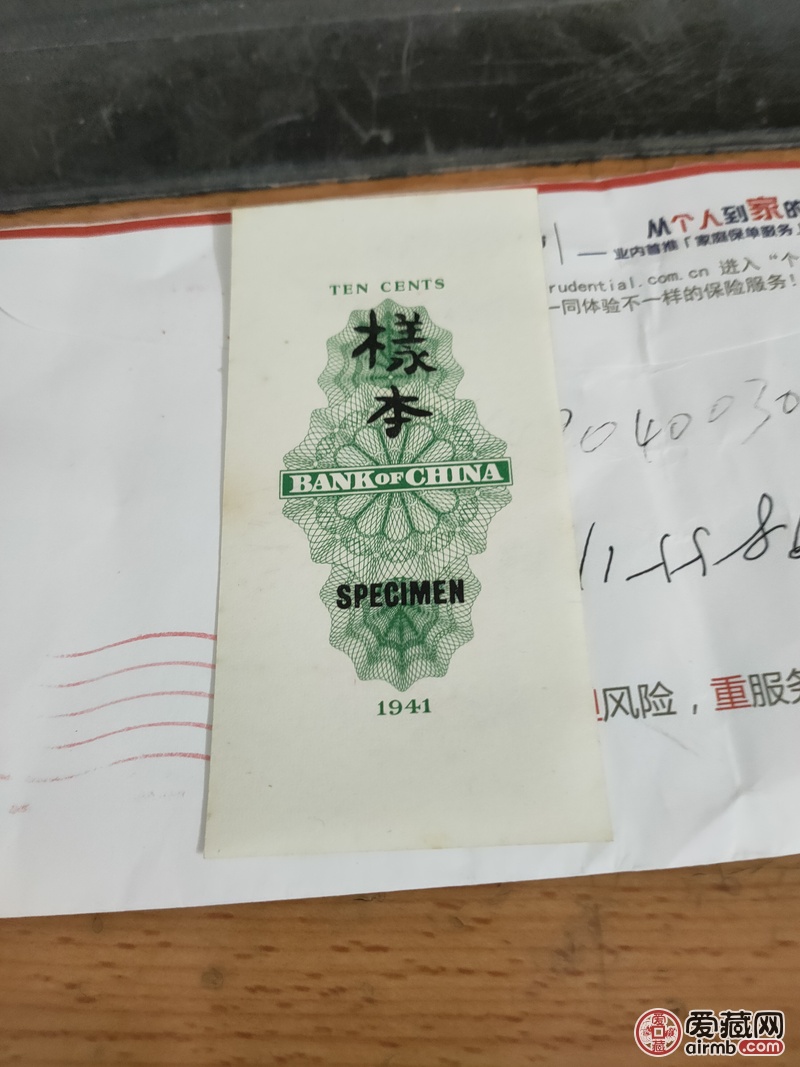 从个人到家的
业内首推「家庭保单服务」
rudential.com.cn 进入“个
一同体验不一样的保险服务！
TEN CENTS
樣
本
BANK OF CHINA
SPECIMEN
1941
风险，重服务
爱藏网
airmb.com